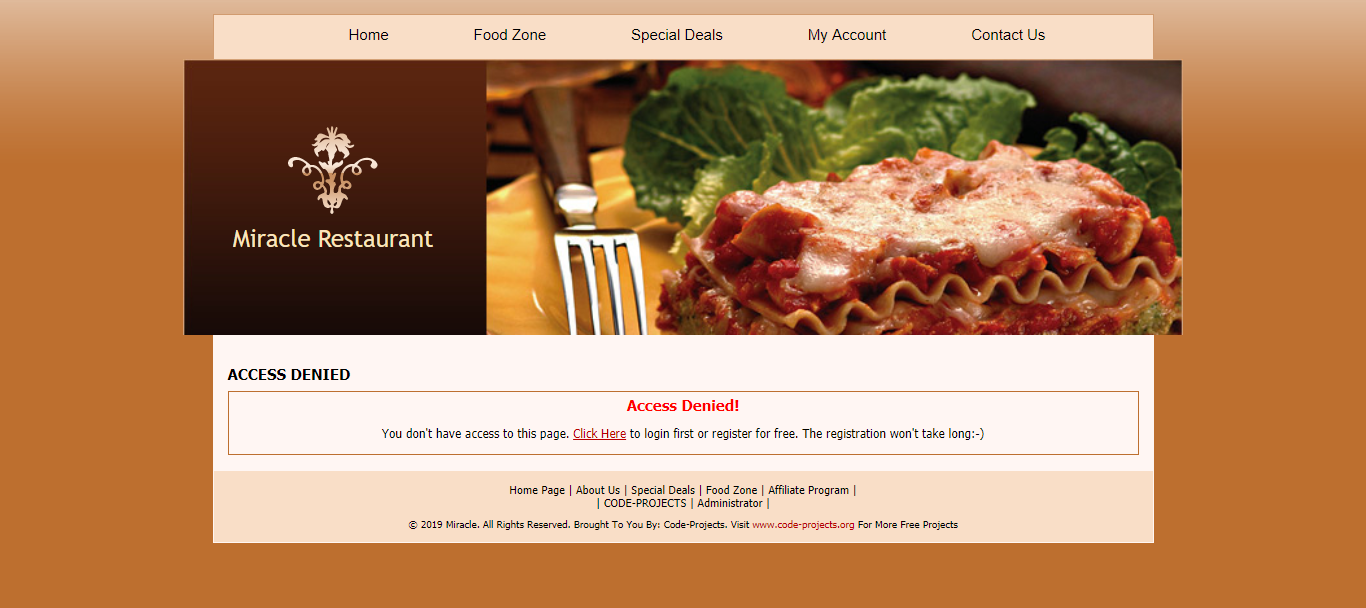 Home Food Zone Special Deals My Account Contact Us
Miracle Restaurant
ACCESS DENIED
Access Denied!
You don't have access to this page. Click Here to login first or register for free. The registration won't take long:-)
Home Page | About Us | Special Deals | Food Zone | Affiliate Program |
| CODE-PROJECTS | Administrator |
© 2019 Miracle. All Rights Reserved. Brought To You By: Code-Projects. Visit www.code-projects.org For More Free Projects